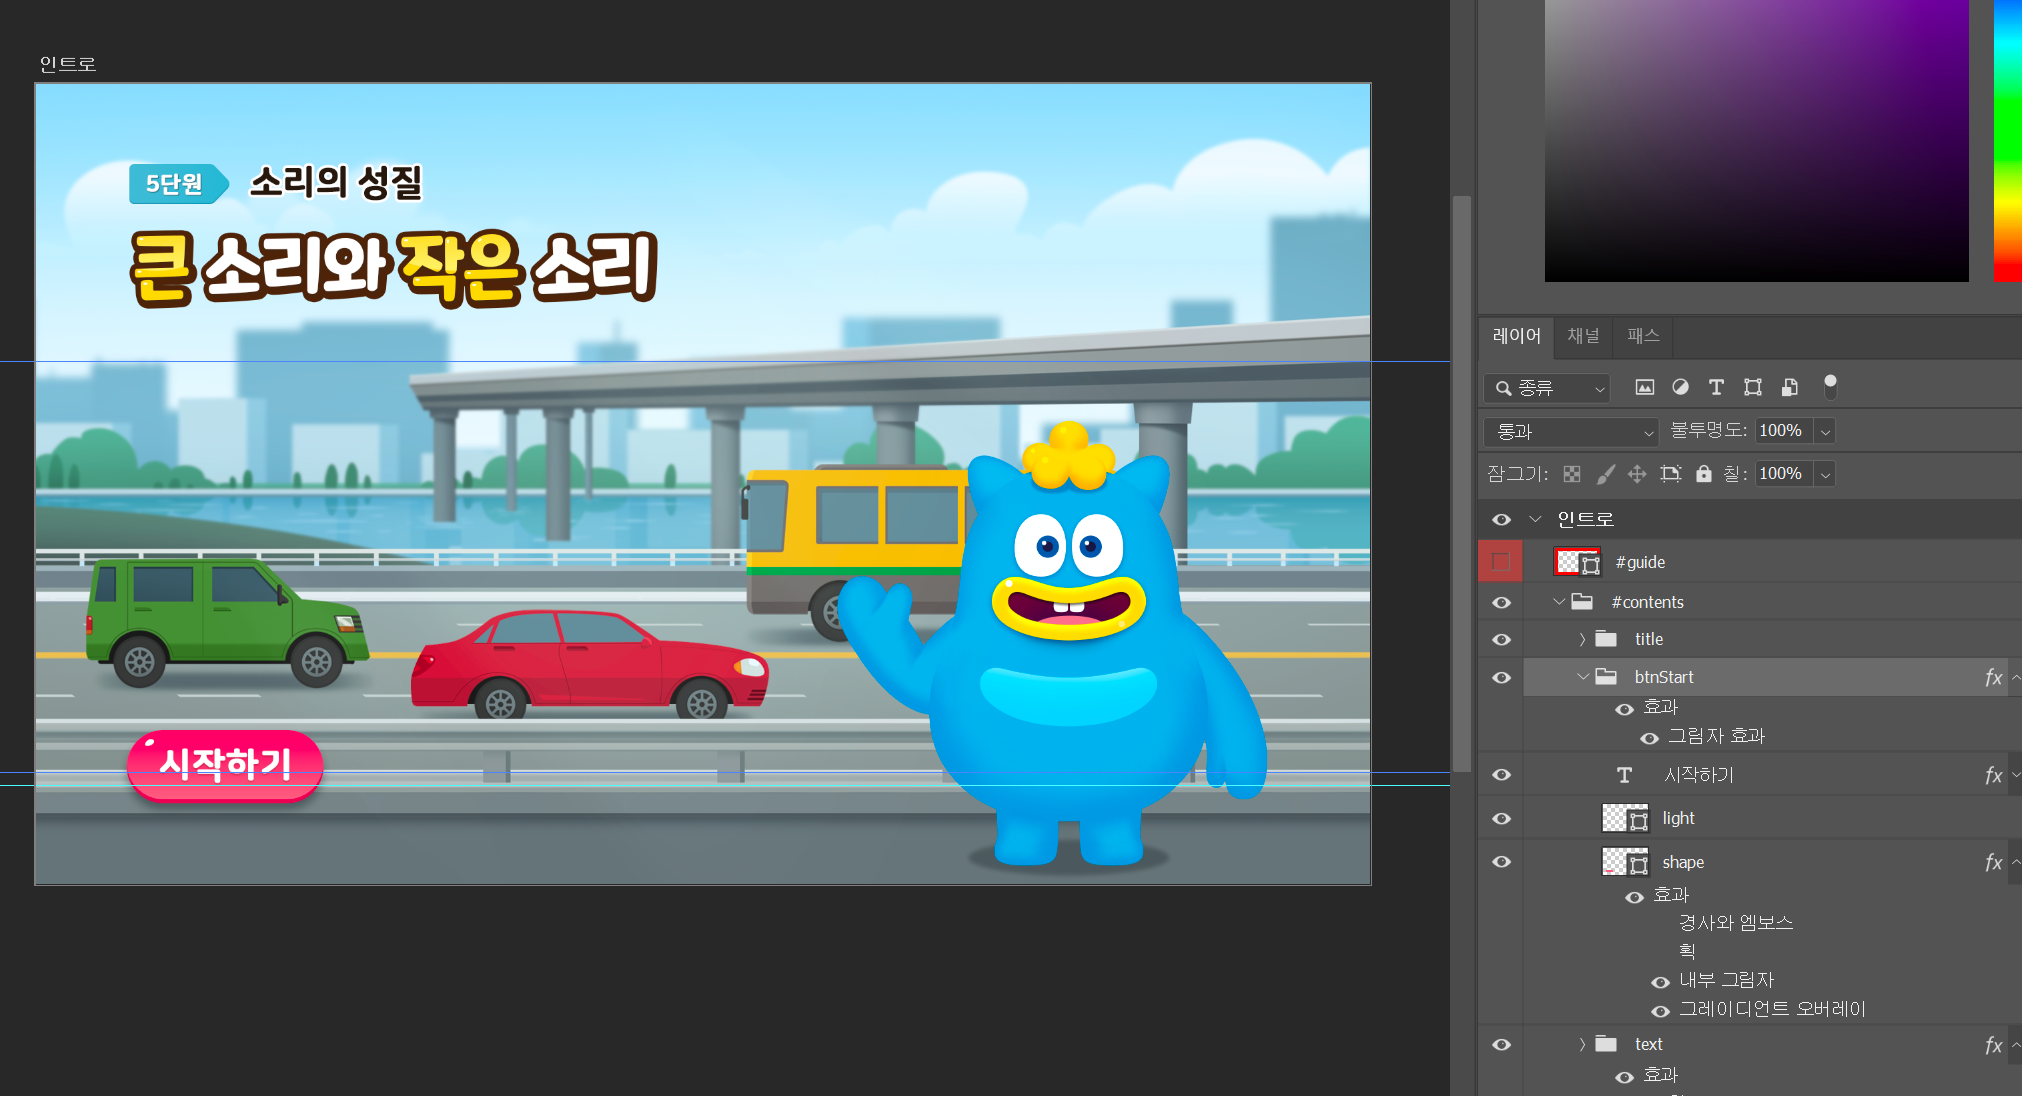 인트로
5단원 소리의 성질
큰 소리와 작은 소리
시작하기
레이어 채널 패스
종류
통과 불투명도: 100%
잠그기: 칠: 100%
인트로
#guide
#contents
title
btnStart fx
효과
그림자 효과
T 시작하기 fx
light
shape fx
효과
경사와 엠보스
획
내부 그림자
그레이디언트 오버레이
text fx
효과